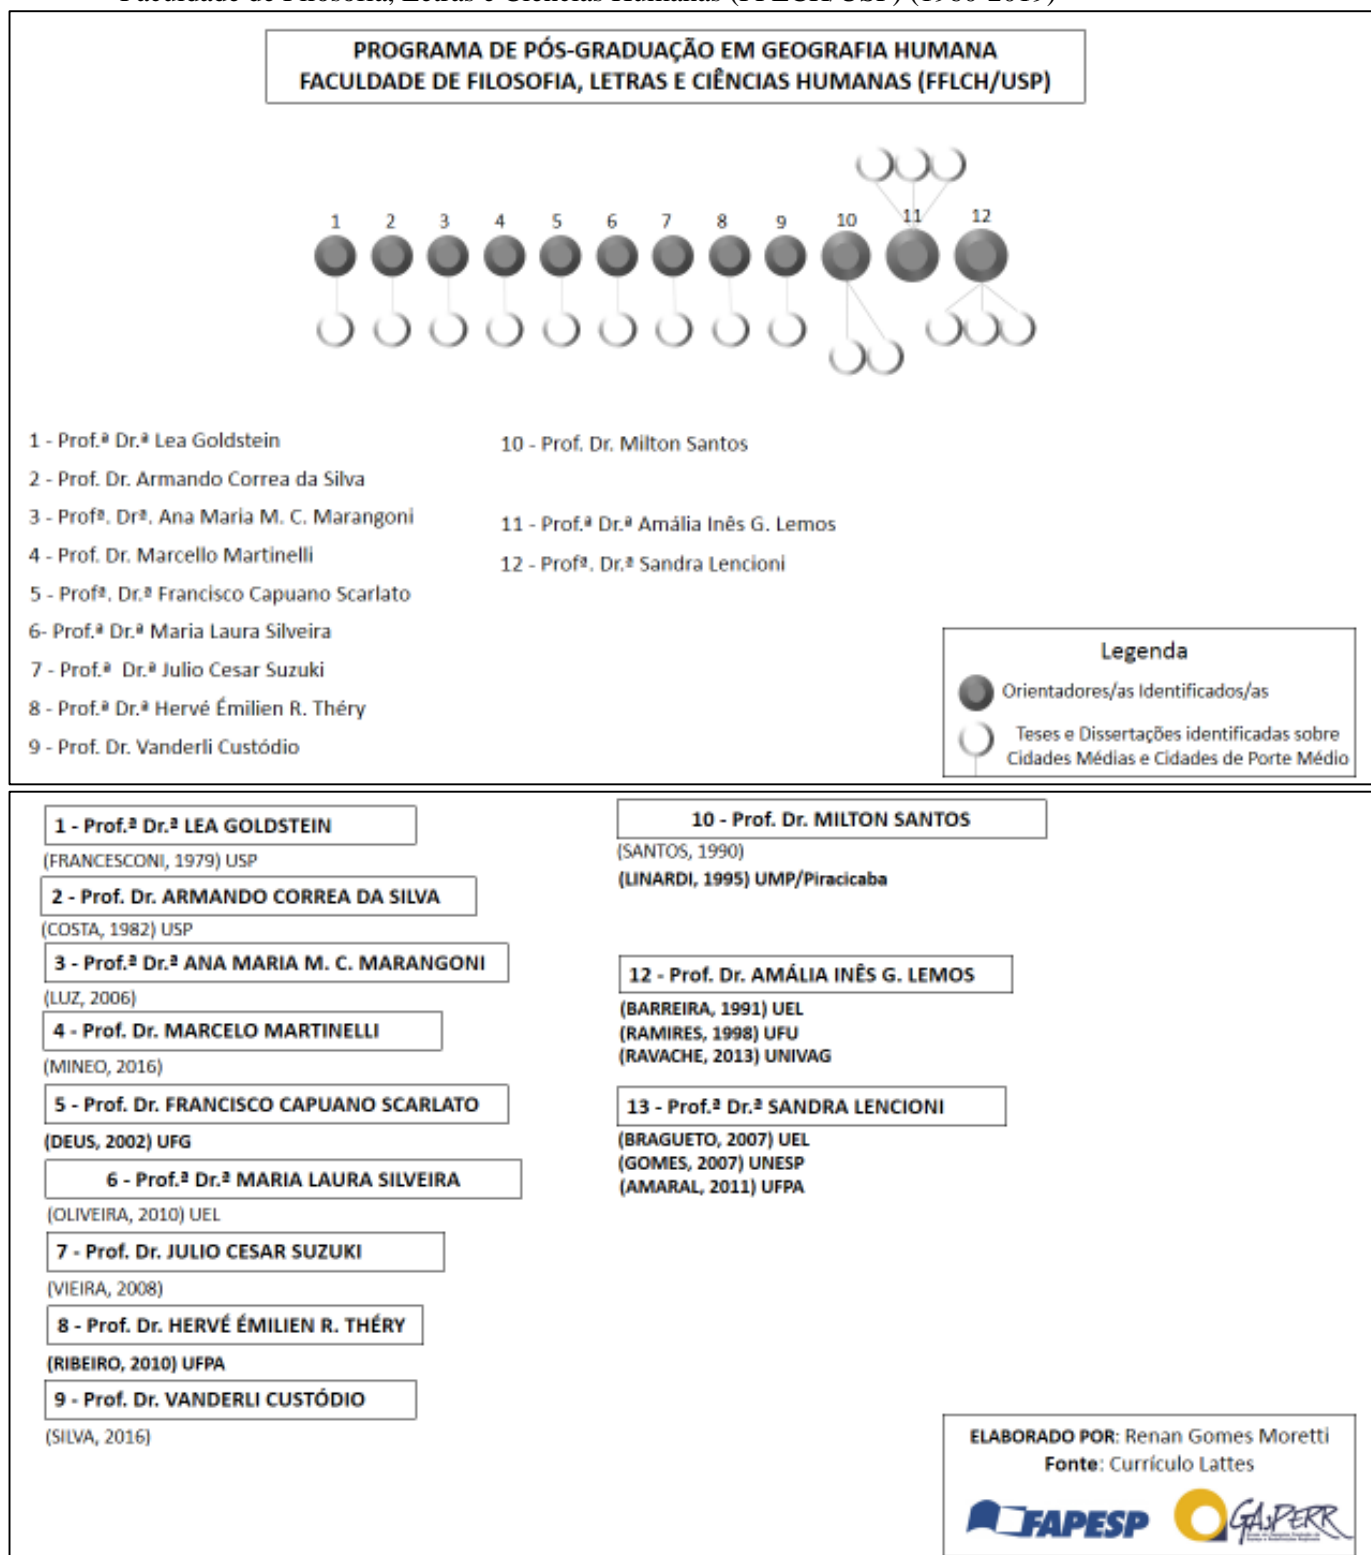 Faculdade de Filosofia, Letras e Ciências Humanas (FFLCH/USP) (1980-2019)
PROGRAMA DE PÓS-GRADUAÇÃO EM GEOGRAFIA HUMANA
FACULDADE DE FILOSOFIA, LETRAS E CIÊNCIAS HUMANAS (FFLCH/USP)
1 2 3 4 5 6 7 8 9 10 11 12
1 - Prof.ª Dr.ª Lea Goldstein
2 - Prof. Dr. Armando Correa da Silva
3 - Profª. Drª. Ana Maria M. C. Marangoni
4 - Prof. Dr. Marcello Martinelli
5 - Profª. Dr.ª Francisco Capuano Scarlato
6- Prof.ª Dr.ª Maria Laura Silveira
7 - Prof.ª Dr.ª Julio Cesar Suzuki
8 - Prof.ª Dr.ª Hervé Émilien R. Théry
9 - Prof. Dr. Vanderli Custódio
10 - Prof. Dr. Milton Santos
11 - Prof.ª Dr.ª Amália Inês G. Lemos
12 - Profª. Dr.ª Sandra Lencioni
Legenda
Orientadores/as Identificados/as
Teses e Dissertações identificadas sobre
Cidades Médias e Cidades de Porte Médio
1 - Prof.ª Dr.ª LEA GOLDSTEIN
(FRANCESCONI, 1979) USP
2 - Prof. Dr. ARMANDO CORREA DA SILVA
(COSTA, 1982) USP
3 - Prof.ª Dr.ª ANA MARIA M. C. MARANGONI
(LUZ, 2006)
4 - Prof. Dr. MARCELO MARTINELLI
(MINEO, 2016)
5 - Prof. Dr. FRANCISCO CAPUANO SCARLATO
(DEUS, 2002) UFG
6 - Prof.ª Dr.ª MARIA LAURA SILVEIRA
(OLIVEIRA, 2010) UEL
7 - Prof. Dr. JULIO CESAR SUZUKI
(VIEIRA, 2008)
8 - Prof. Dr. HERVÉ ÉMILIEN R. THÉRY
(RIBEIRO, 2010) UFPA
9 - Prof. Dr. VANDERLI CUSTÓDIO
(SILVA, 2016)
10 - Prof. Dr. MILTON SANTOS
(SANTOS, 1990)
(LINARDI, 1995) UMP/Piracicaba
12 - Prof. Dr. AMÁLIA INÊS G. LEMOS
(BARREIRA, 1991) UEL
(RAMIRES, 1998) UFU
(RAVACHE, 2013) UNIVAG
13 - Prof.ª Dr.ª SANDRA LENCIONI
(BRAGUETO, 2007) UEL
(GOMES, 2007) UNESP
(AMARAL, 2011) UFPA
ELABORADO POR: Renan Gomes Moretti
Fonte: Currículo Lattes
FAPESP
GAsPERR